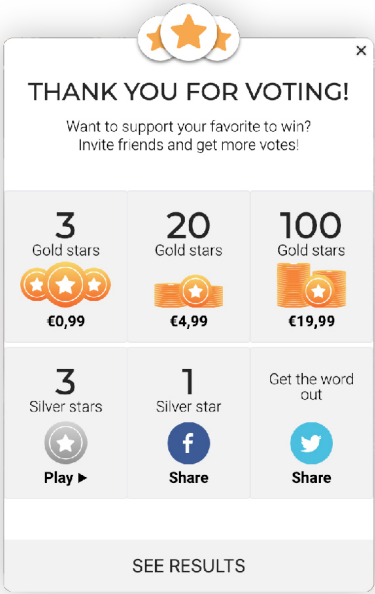 THANK YOU FOR VOTING!
Want to support your favorite to win?
Invite friends and get more votes!
3
Gold stars
€0,99
20
Gold stars
€4,99
100
Gold stars
€19,99
3
Silver stars
Play
1
Silver star
Share
Get the word
out
Share
SEE RESULTS